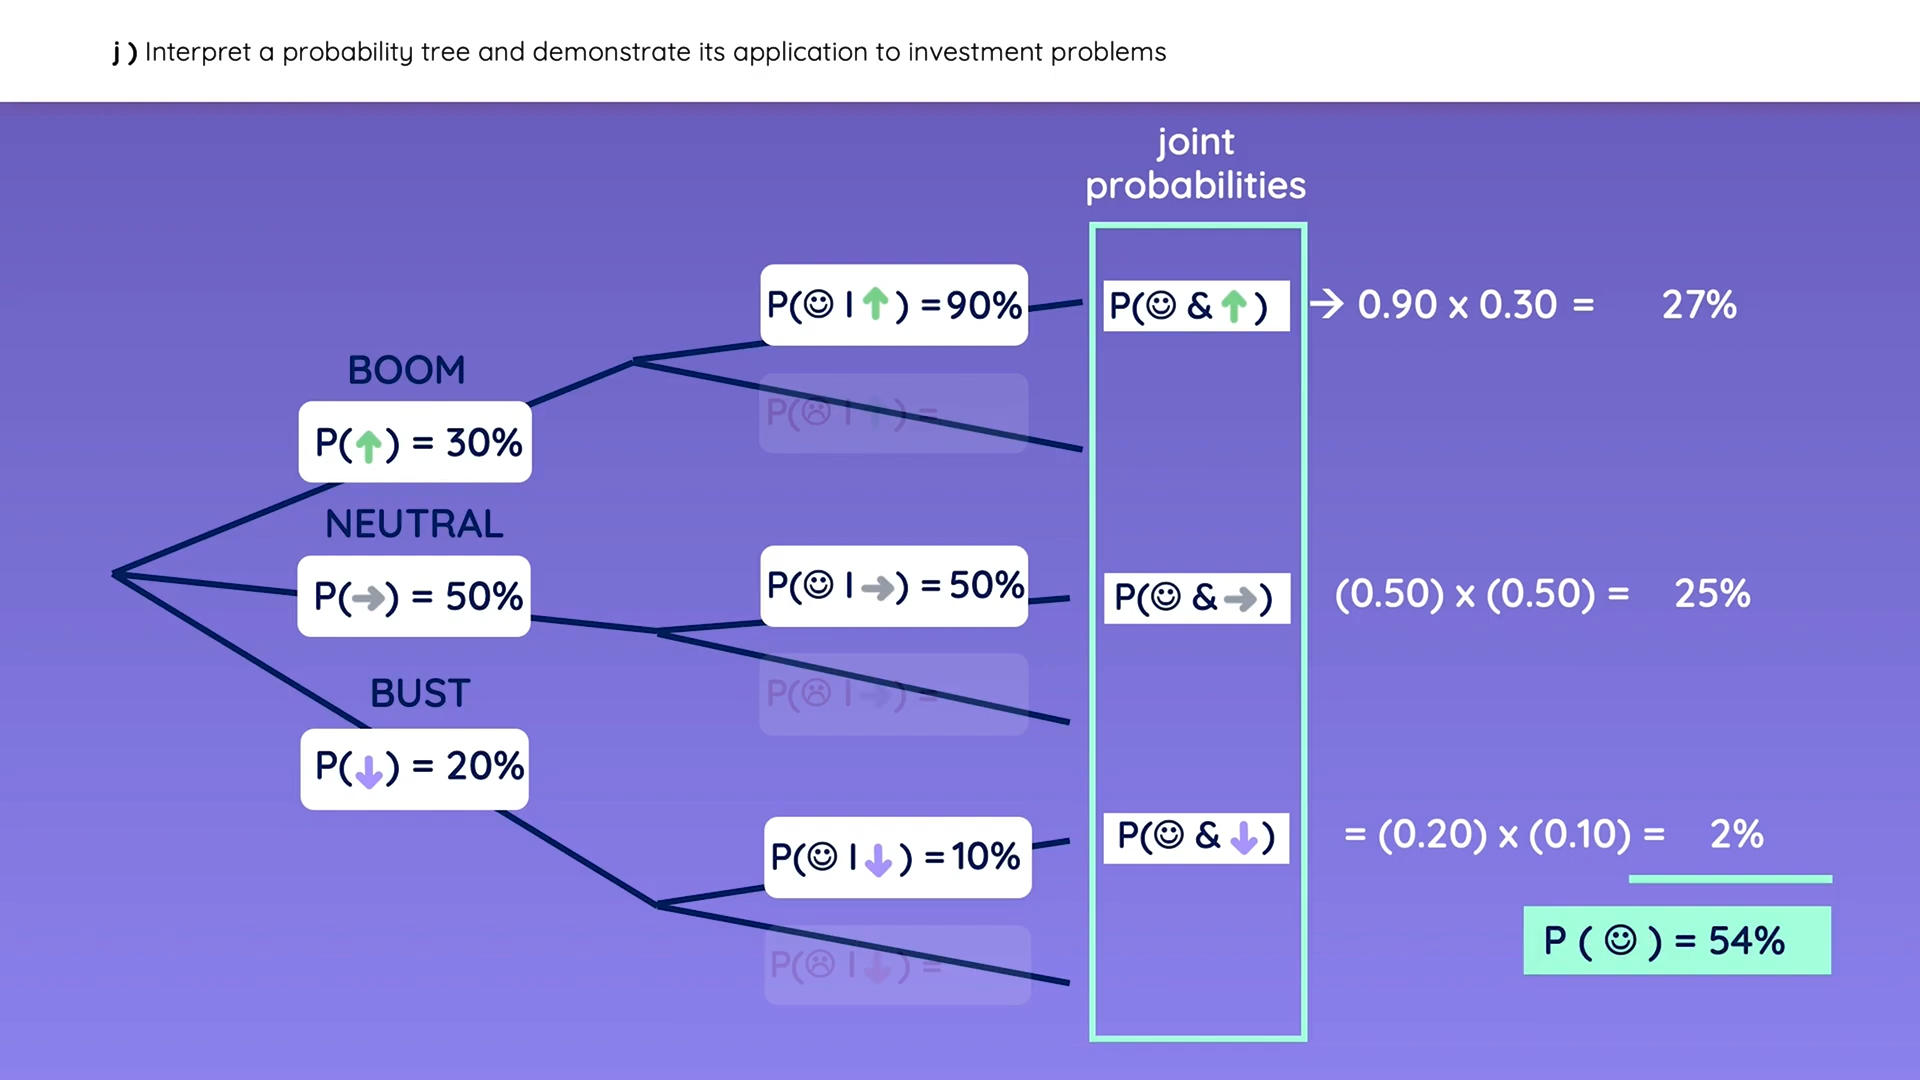 j ) Interpret a probability tree and demonstrate its application to investment problems
joint
probabilities
P(☺ | ↑) = 90%
P(☺ & ↑)
→ 0.90 x 0.30 = 27%
BOOM
P(☹ | ↑) =
P(↑) = 30%
NEUTRAL
P(→) = 50%
P(☺ | →) = 50%
P(☺ & →)
(0.50) x (0.50) = 25%
P(☹ | →) =
BUST
P(↓) = 20%
P(☺ | ↓) = 10%
P(☺ & ↓)
= (0.20) x (0.10) = 2%
P(☹ | ↓) =
P ( ☺ ) = 54%